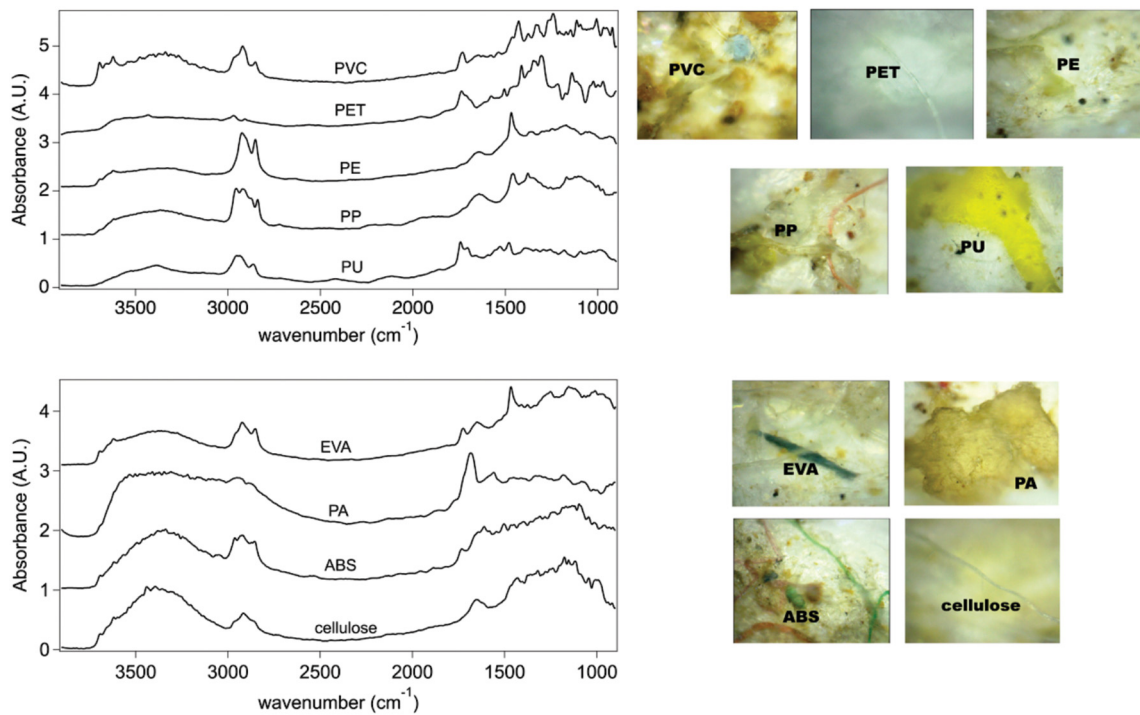 5
4
3
2
1
0
Absorbance (A.U.)
PVC
PET
PE
PP
PU
3500 3000 2500 2000 1500 1000
wavenumber (cm-1)
PVC
PET
PE
PP
PU
4
3
2
1
0
Absorbance (A.U.)
EVA
PA
ABS
cellulose
3500 3000 2500 2000 1500 1000
wavenumber (cm-1)
EVA
PA
ABS
cellulose